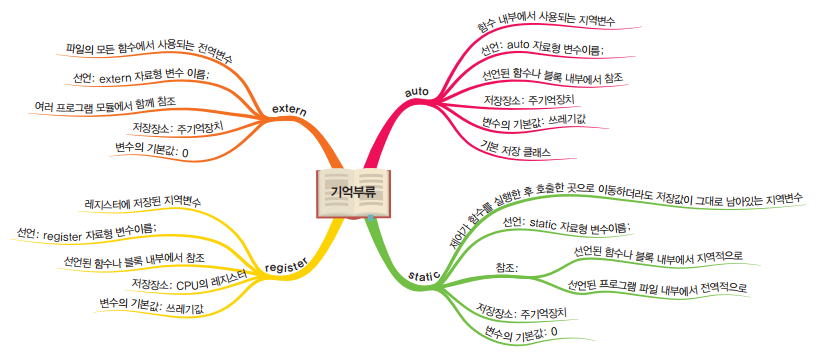 기억부류
extern
파일의 모든 함수에서 사용되는 전역변수
선언: extern 자료형 변수 이름;
여러 프로그램 모듈에서 함께 참조
저장장소: 주기억장치
변수의 기본값: 0
auto
함수 내부에서 사용되는 지역변수
선언: auto 자료형 변수이름;
선언된 함수나 블록 내부에서 참조
저장장소: 주기억장치
변수의 기본값: 쓰레기값
기본 저장 클래스
register
레지스터에 저장된 지역변수
선언: register 자료형 변수이름;
선언된 함수나 블록 내부에서 참조
저장장소: CPU의 레지스터
변수의 기본값: 쓰레기값
static
제어가 함수를 실행한 후 호출한 곳으로 이동하더라도 저장값이 그대로 남아있는 지역변수
선언: static 자료형 변수이름;
참조:
선언된 함수나 블록 내부에서 지역적으로
선언된 프로그램 파일 내부에서 전역적으로
저장장소: 주기억장치
변수의 기본값: 0